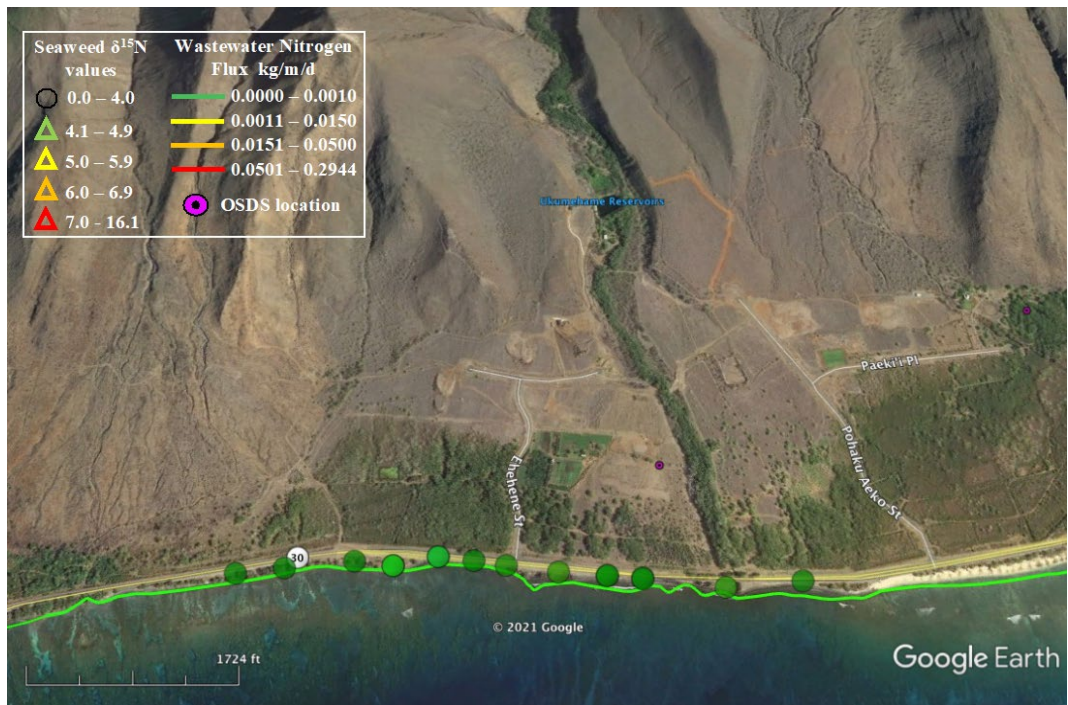 Seaweed δ¹⁵N
values
0.0 – 4.0
4.1 – 4.9
5.0 – 5.9
6.0 – 6.9
7.0 - 16.1
Wastewater Nitrogen
Flux kg/m/d
0.0000 – 0.0010
0.0011 – 0.0150
0.0151 – 0.0500
0.0501 – 0.2944
OSDS location
Ukumehame Reservoirs
Paeki'i Pl
Pohaku Aeko St
Ehehene St
30
© 2021 Google
1724 ft
Google Earth